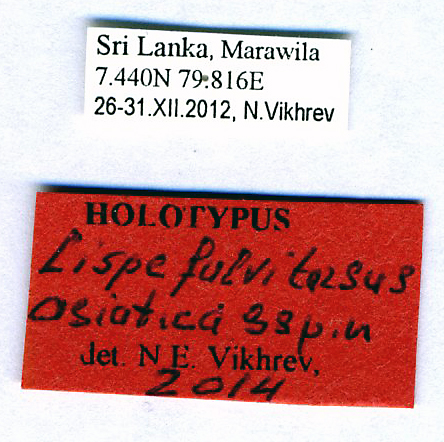 Sri Lanka, Marawila
7.440N 79.816E
26-31.XII.2012, N.Vikhrev
HOLOTYPUS
Lispe fulvitarsus
asiatica ssp.n
det. N E. Vikhrev,
2014